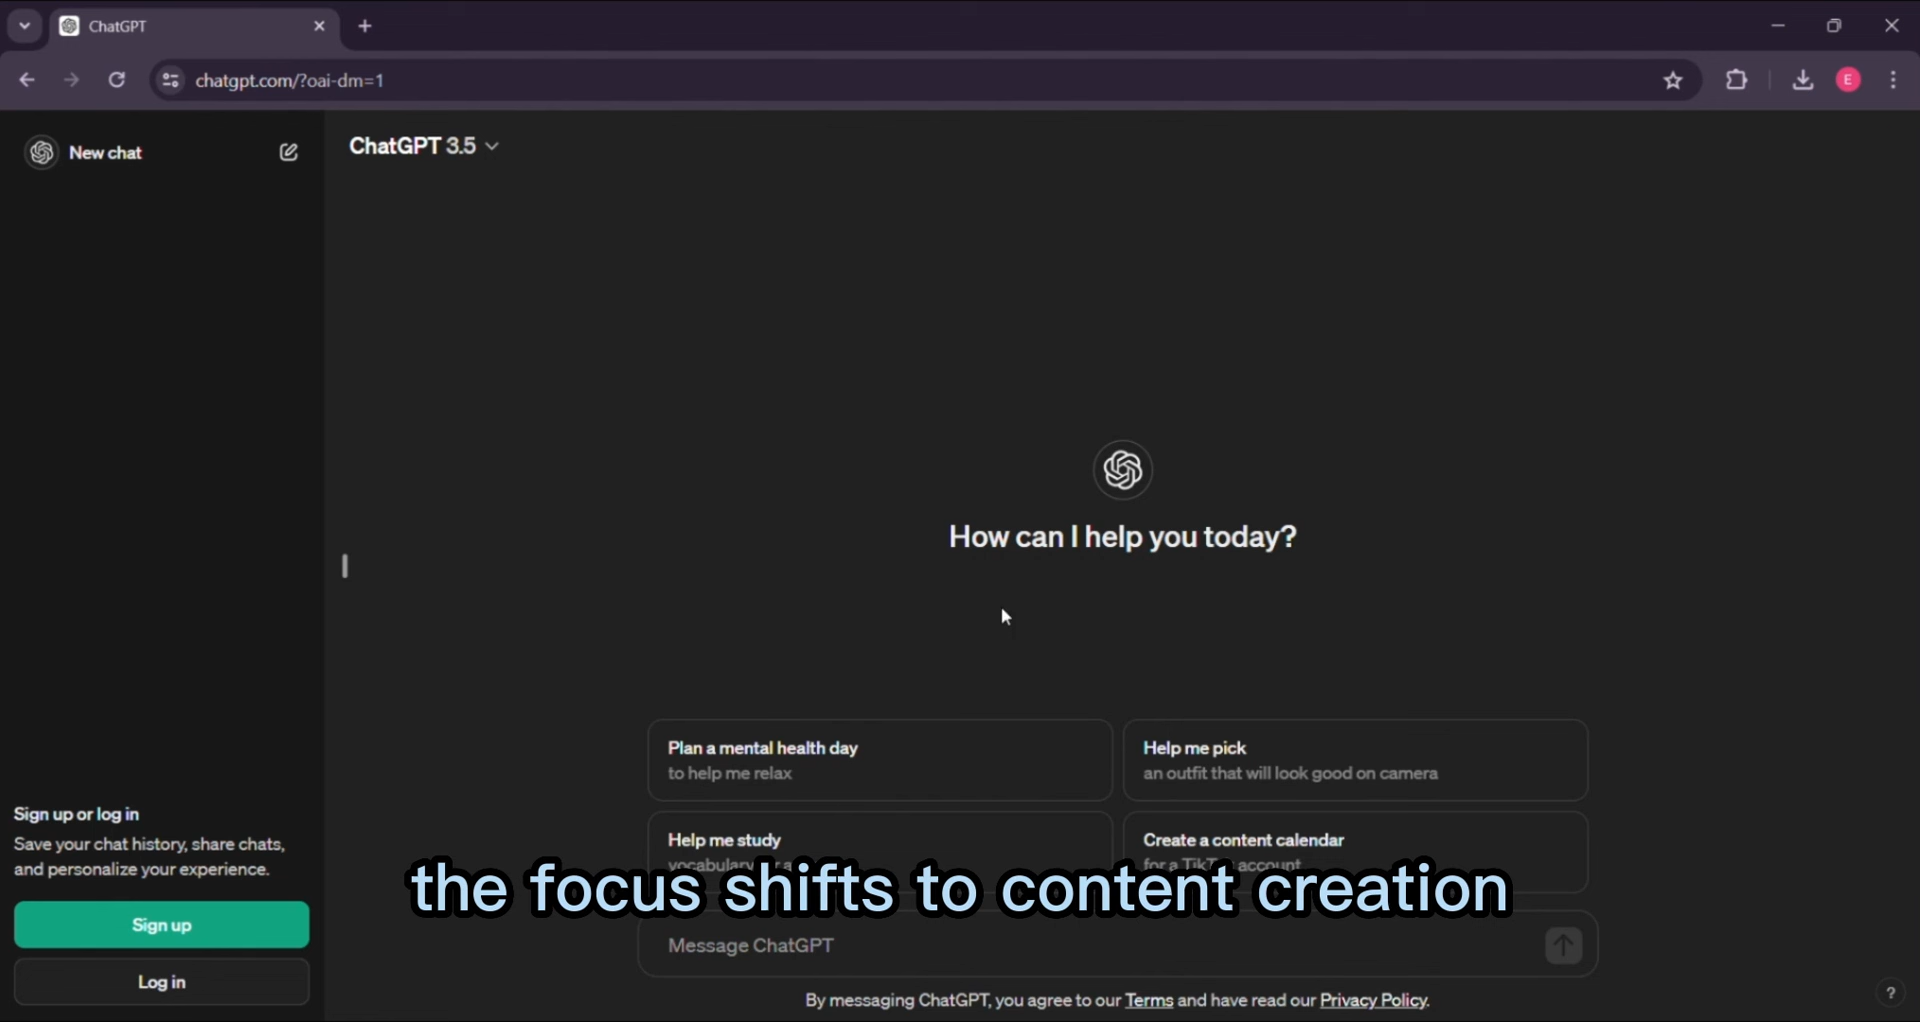 ChatGPT
chatgpt.com/?oai-dm=1
E
New chat
ChatGPT 3.5
How can I help you today?
Plan a mental health day
to help me relax
Help me pick
an outfit that will look good on camera
Help me study
vocabulary
Create a content calendar
for a TikTok account
the focus shifts to content creation
Message ChatGPT
By messaging ChatGPT, you agree to our Terms and have read our Privacy Policy.
Sign up or log in
Save your chat history, share chats,
and personalize your experience.
Sign up
Log in
?